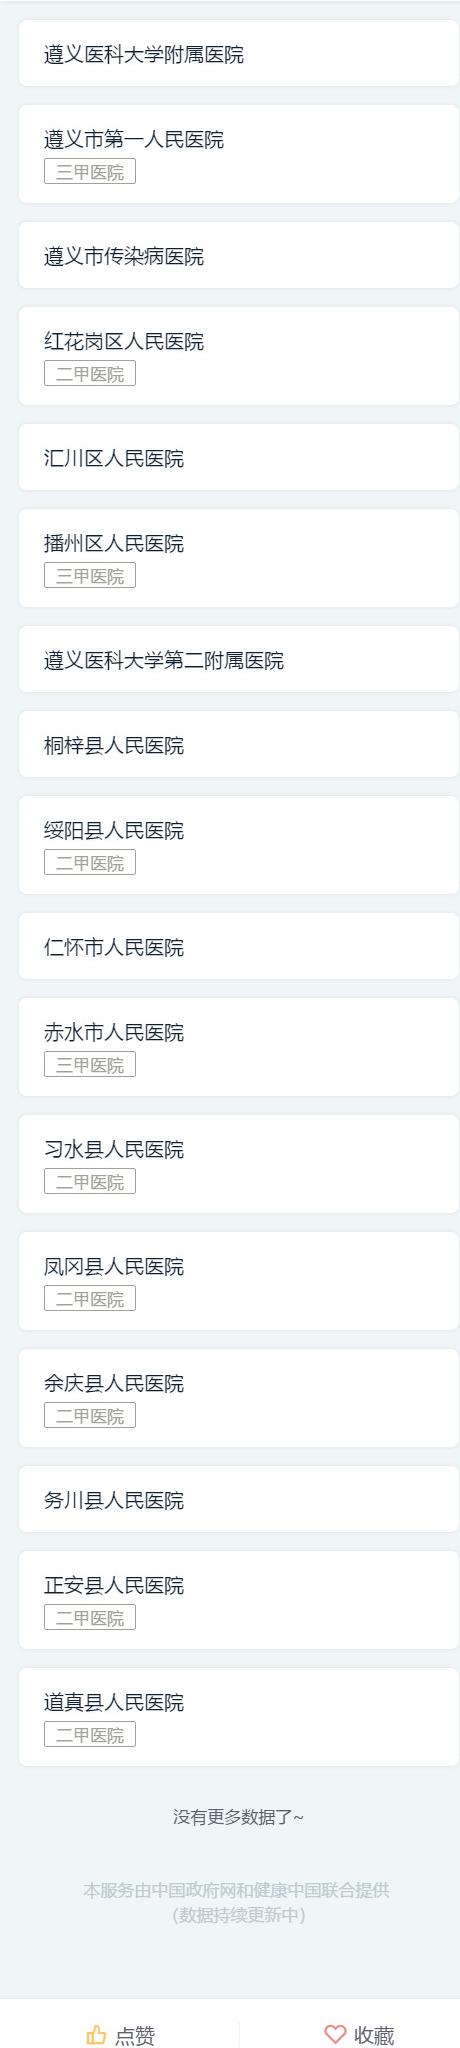 遵义医科大学附属医院
遵义市第一人民医院
三甲医院
遵义市传染病医院
红花岗区人民医院
二甲医院
汇川区人民医院
播州区人民医院
三甲医院
遵义医科大学第二附属医院
桐梓县人民医院
绥阳县人民医院
二甲医院
仁怀市人民医院
赤水市人民医院
三甲医院
习水县人民医院
二甲医院
凤冈县人民医院
二甲医院
余庆县人民医院
二甲医院
务川县人民医院
正安县人民医院
二甲医院
道真县人民医院
二甲医院
没有更多数据了~
本服务由中国政府网和健康中国联合提供
(数据持续更新中)
点赞 收藏